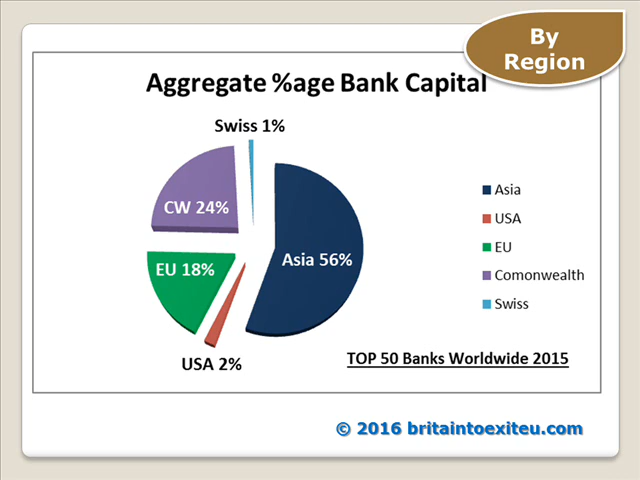 By
Region
Aggregate %age Bank Capital
Swiss 1%
CW 24%
Asia 56%
EU 18%
USA 2%
Asia
USA
EU
Comonwealth
Swiss
TOP 50 Banks Worldwide 2015
© 2016 britaintoexiteu.com